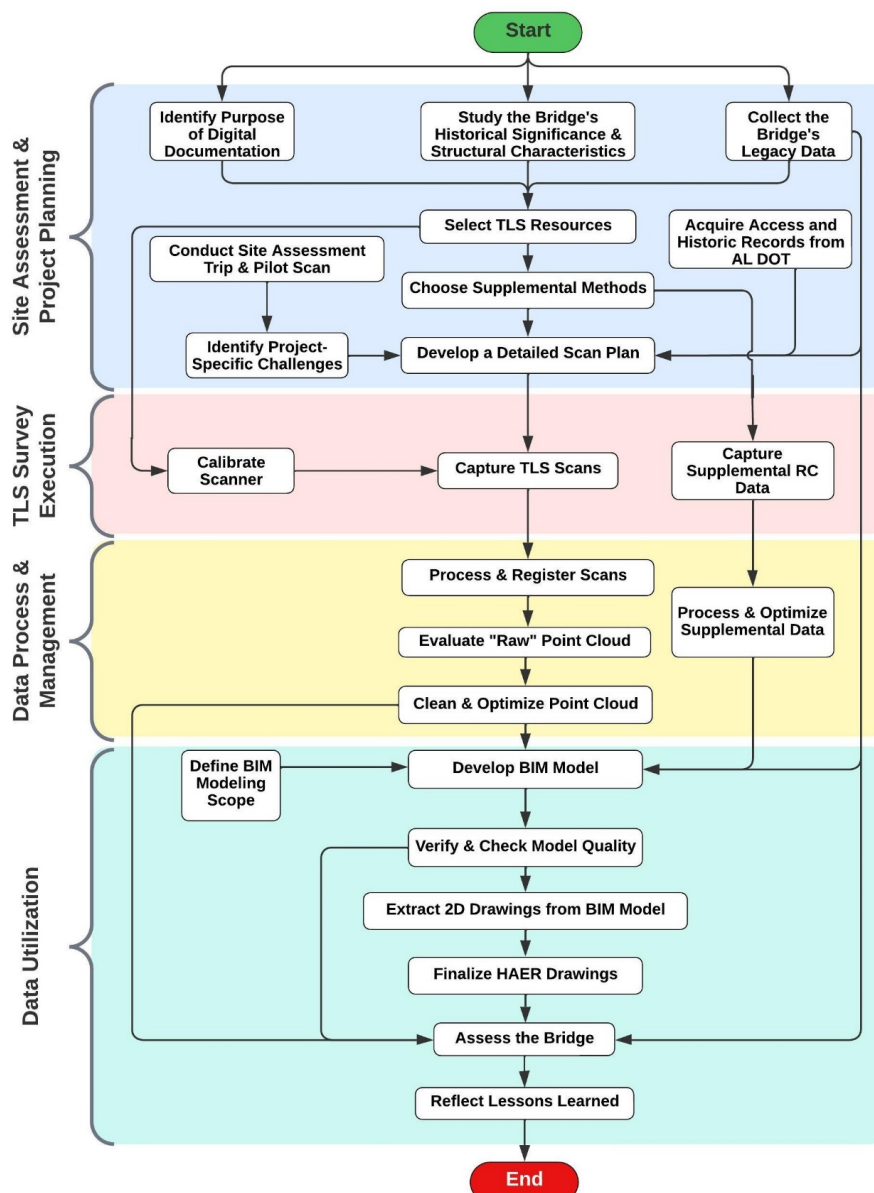 Start
Site Assessment &
Project Planning
Identify Purpose
of Digital
Documentation
Study the Bridge's
Historical Significance &
Structural Characteristics
Collect the
Bridge's
Legacy Data
Select TLS Resources
Acquire Access and
Historic Records from
AL DOT
Conduct Site Assessment
Trip & Pilot Scan
Choose Supplemental Methods
Identify Project-
Specific Challenges
Develop a Detailed Scan Plan
TLS Survey
Execution
Calibrate
Scanner
Capture TLS Scans
Capture
Supplemental RC
Data
Data Process &
Management
Process & Register Scans
Process & Optimize
Supplemental Data
Evaluate "Raw" Point Cloud
Clean & Optimize Point Cloud
Data Utilization
Define BIM
Modeling
Scope
Develop BIM Model
Verify & Check Model Quality
Extract 2D Drawings from BIM Model
Finalize HAER Drawings
Assess the Bridge
Reflect Lessons Learned
End